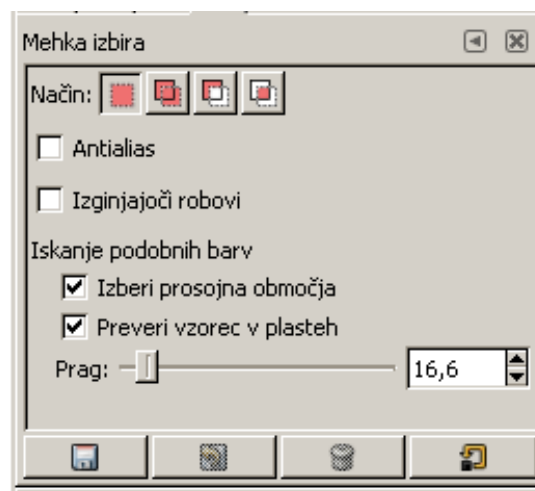 Mehka izbira
Način:
Antialias
Izginjajoči robovi
Iskanje podobnih barv
Izberi prosojna območja
Preveri vzorec v plasteh
Prag: 16,6